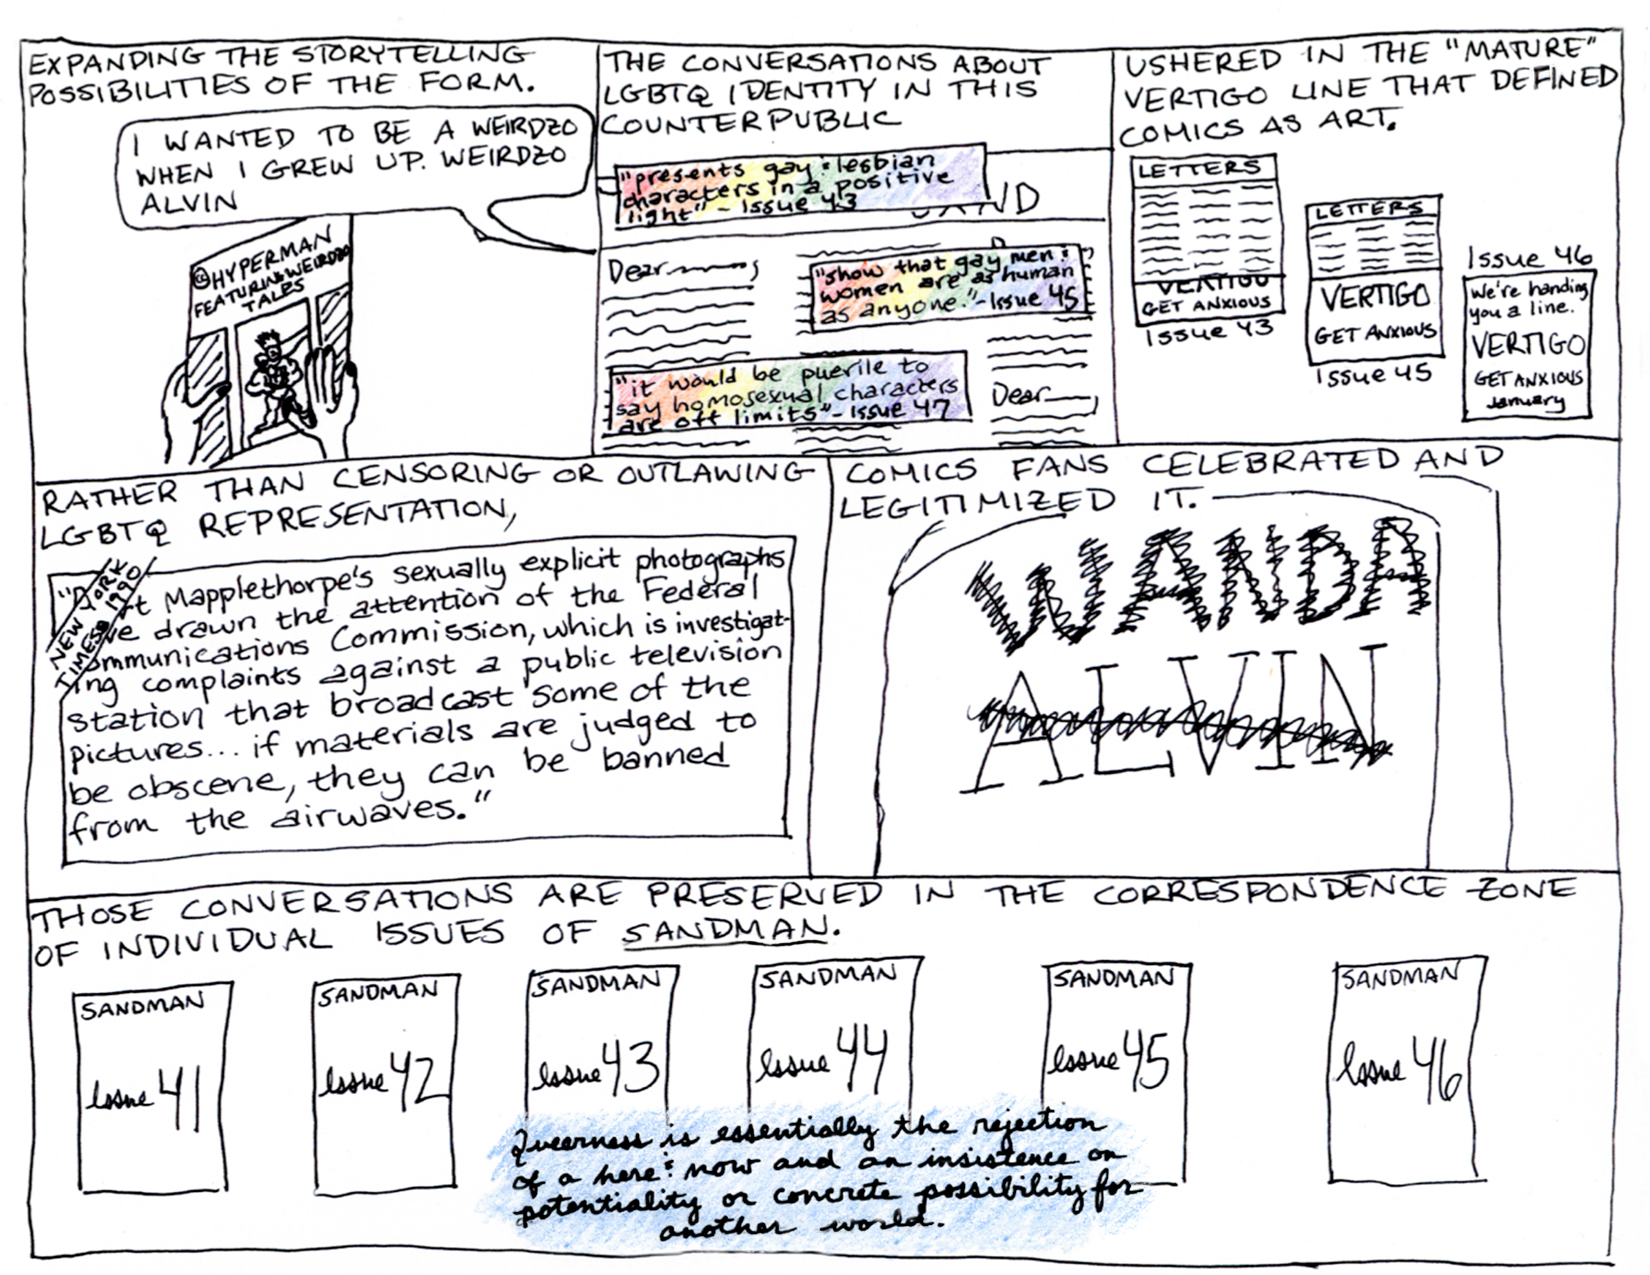 EXPANDING THE STORYTELLING
POSSIBILITIES OF THE FORM.
I WANTED TO BE A WEIRDZO
WHEN I GREW UP. WEIRDZO
ALVIN
©HYPERMAN
FEATURING WEIRDZO
TALES
THE CONVERSATIONS ABOUT
LGBTQ IDENTITY IN THIS
COUNTERPUBLIC
"presents gay & lesbian
characters in a positive
light" - Issue 43
SAND
Dear
"show that gay men &
women are as human
as anyone." - Issue 45
"it would be puerile to
say homosexual characters
are off limits" - Issue 47
Dear
USHERED IN THE "MATURE"
VERTIGO LINE THAT DEFINED
COMICS AS ART.
LETTERS
VERTIGO
GET ANXIOUS
Issue 43
LETTERS
VERTIGO
GET ANXIOUS
Issue 45
Issue 46
We're handing
you a line.
VERTIGO
GET ANXIOUS
January
RATHER THAN CENSORING OR OUTLAWING
LGBTQ REPRESENTATION,
NEW YORK
TIMES 1990
t Mapplethorpe's sexually explicit photographs
ve drawn the attention of the Federal
ommunications Commission, which is investigat-
ing complaints against a public television
station that broadcast some of the
pictures... if materials are judged to
be obscene, they can be banned
from the airwaves."
COMICS FANS CELEBRATED AND
LEGITIMIZED IT.
WANDA
ALVIN
THOSE CONVERSATIONS ARE PRESERVED IN THE CORRESPONDENCE ZONE
OF INDIVIDUAL ISSUES OF SANDMAN.
SANDMAN
Issue 41
SANDMAN
Issue 42
SANDMAN
Issue 43
SANDMAN
Issue 44
SANDMAN
Issue 45
SANDMAN
Issue 46
Queerness is essentially the rejection
of a here & now and an insistence on
potentiality or concrete possibility for
another world.